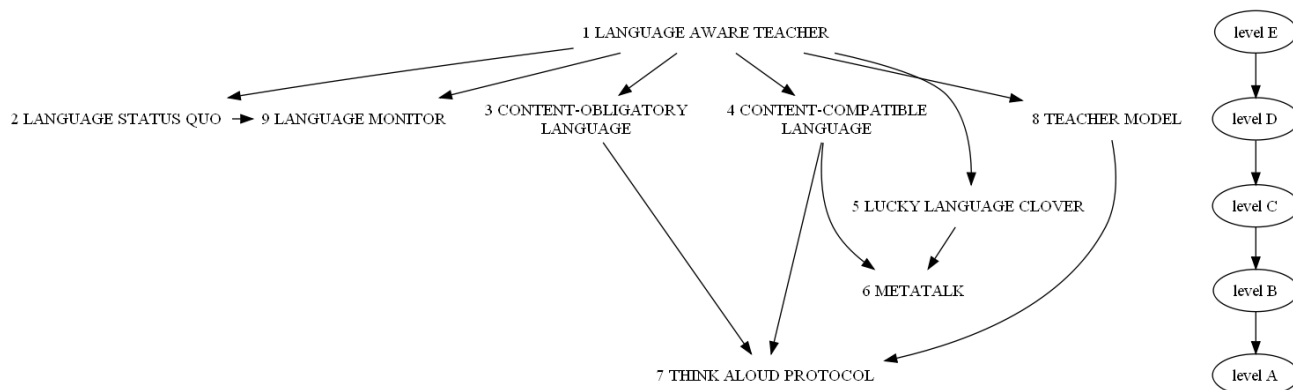 1 LANGUAGE AWARE TEACHER
level E
2 LANGUAGE STATUS QUO
9 LANGUAGE MONITOR
3 CONTENT-OBLIGATORY
LANGUAGE
4 CONTENT-COMPATIBLE
LANGUAGE
8 TEACHER MODEL
level D
5 LUCKY LANGUAGE CLOVER
level C
6 METATALK
level B
7 THINK ALOUD PROTOCOL
level A